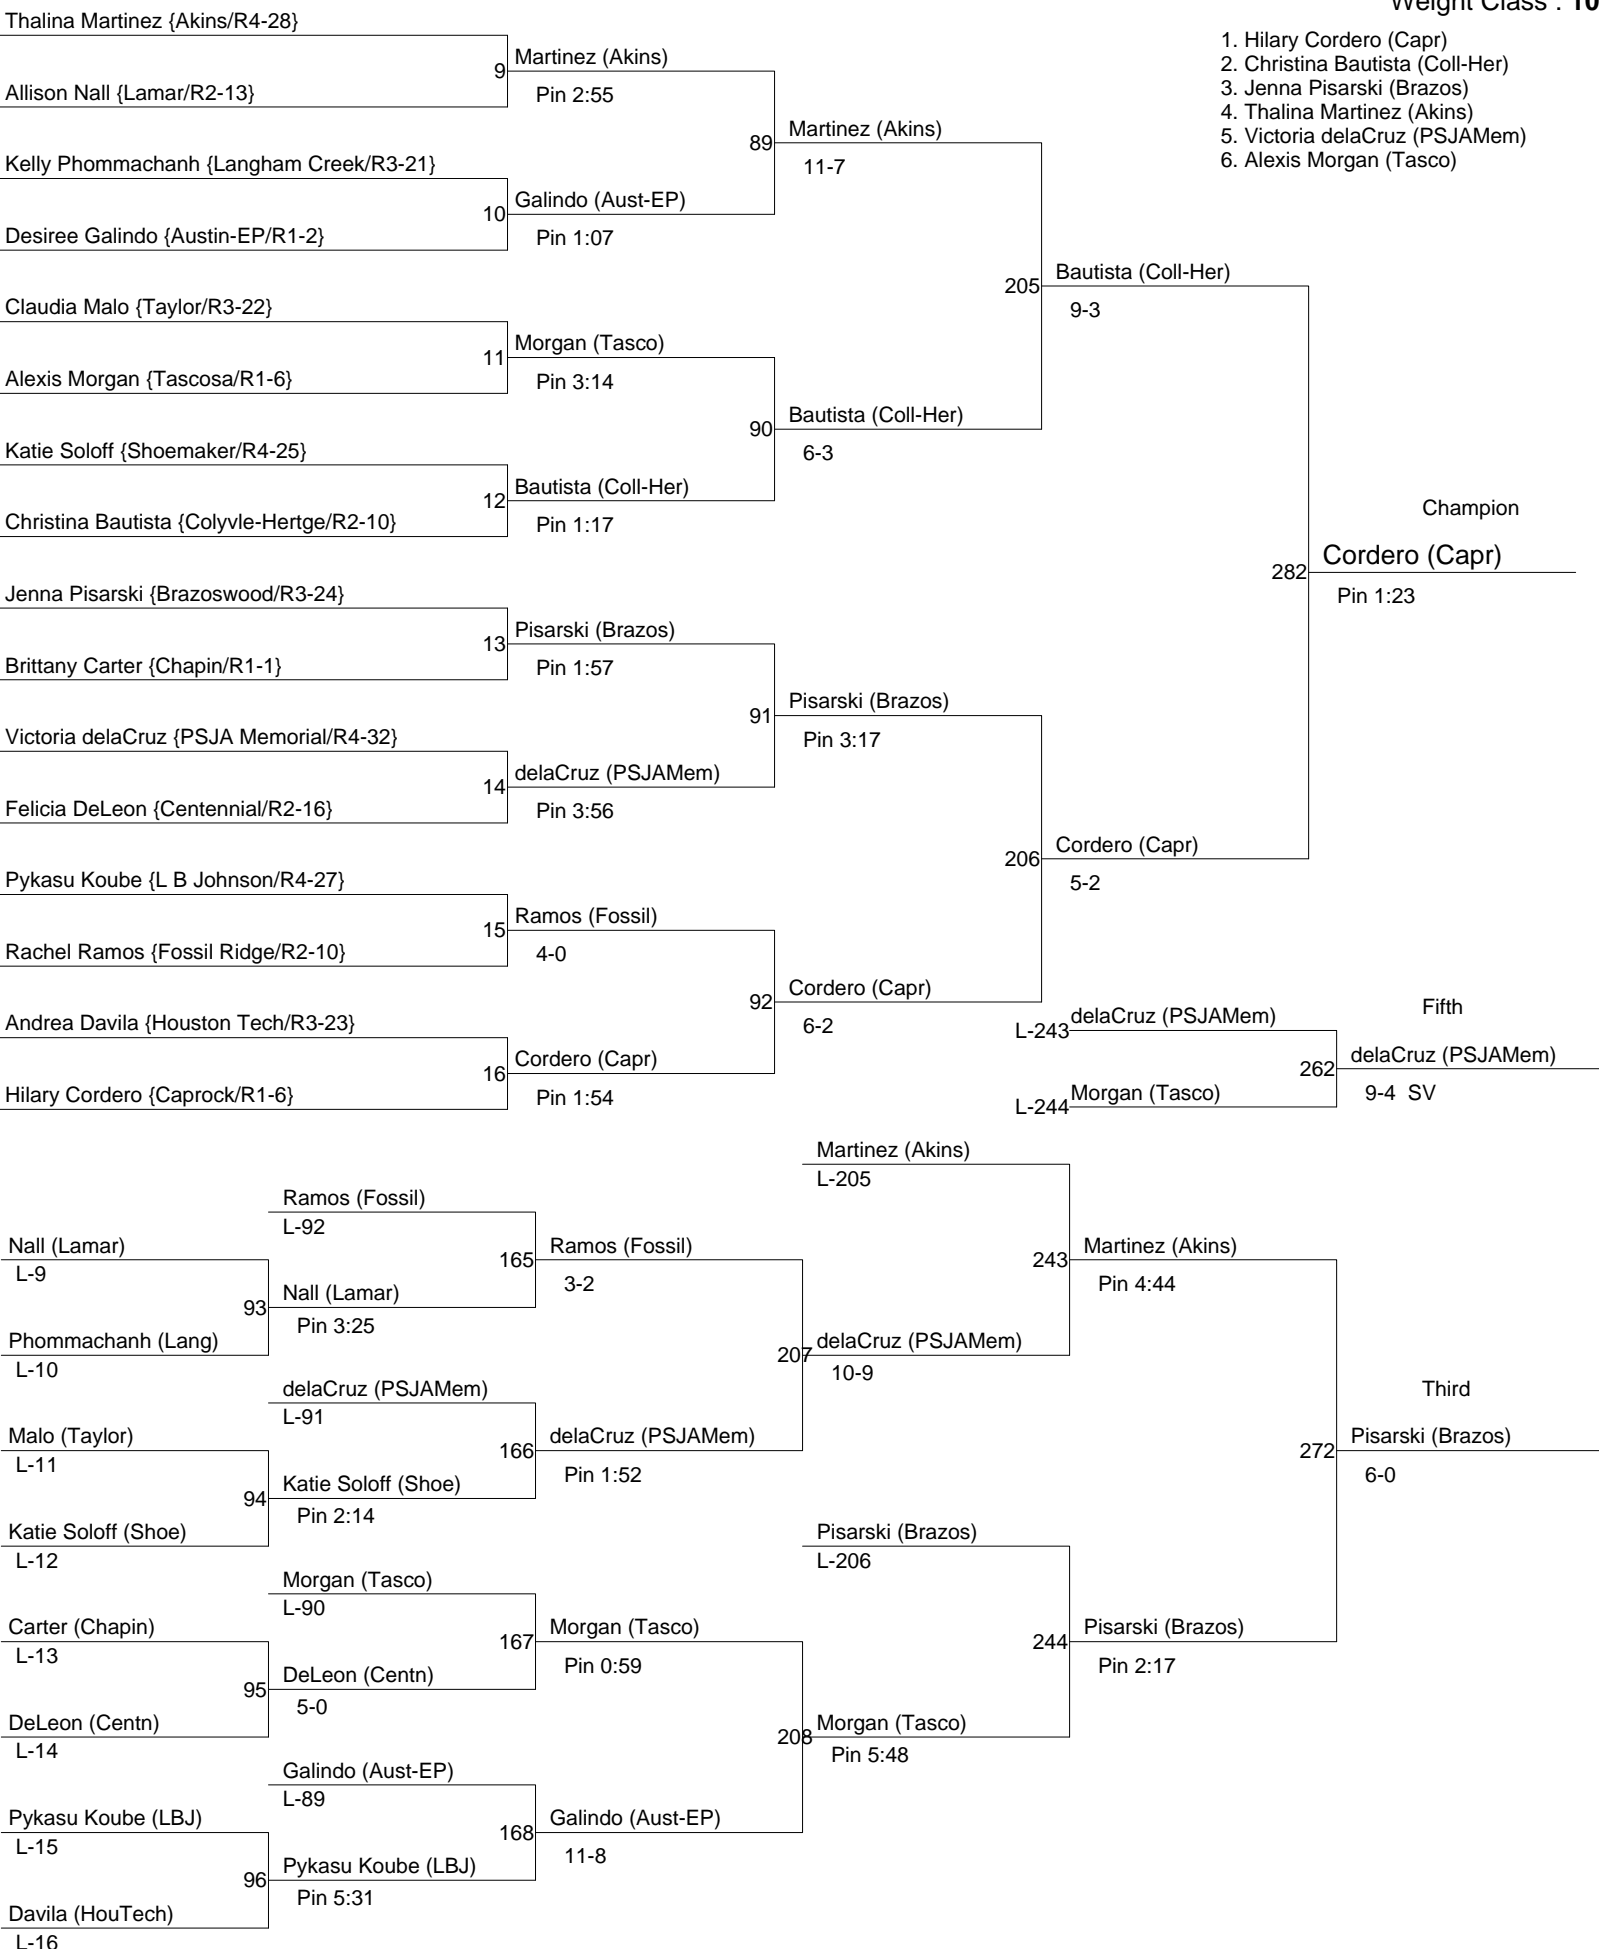 Weight Class : 10
1. Hilary Cordero (Capr)
2. Christina Bautista (Coll-Her)
3. Jenna Pisarski (Brazos)
4. Thalina Martinez (Akins)
5. Victoria delaCruz (PSJAMem)
6. Alexis Morgan (Tasco)
Thalina Martinez {Akins/R4-28}
Allison Nall {Lamar/R2-13}
Kelly Phommachanh {Langham Creek/R3-21}
Desiree Galindo {Austin-EP/R1-2}
Claudia Malo {Taylor/R3-22}
Alexis Morgan {Tascosa/R1-6}
Katie Soloff {Shoemaker/R4-25}
Christina Bautista {Colyvle-Hertge/R2-10}
Jenna Pisarski {Brazoswood/R3-24}
Brittany Carter {Chapin/R1-1}
Victoria delaCruz {PSJA Memorial/R4-32}
Felicia DeLeon {Centennial/R2-16}
Pykasu Koube {L B Johnson/R4-27}
Rachel Ramos {Fossil Ridge/R2-10}
Andrea Davila {Houston Tech/R3-23}
Hilary Cordero {Caprock/R1-6}
9
Martinez (Akins)
Pin 2:55
10
Galindo (Aust-EP)
Pin 1:07
11
Morgan (Tasco)
Pin 3:14
12
Bautista (Coll-Her)
Pin 1:17
13
Pisarski (Brazos)
Pin 1:57
14
delaCruz (PSJAMem)
Pin 3:56
15
Ramos (Fossil)
4-0
16
Cordero (Capr)
Pin 1:54
89
Martinez (Akins)
11-7
90
Bautista (Coll-Her)
6-3
91
Pisarski (Brazos)
Pin 3:17
92
Cordero (Capr)
6-2
205
Bautista (Coll-Her)
9-3
206
Cordero (Capr)
5-2
Champion
282
Cordero (Capr)
Pin 1:23
L-243
delaCruz (PSJAMem)
L-244
Morgan (Tasco)
Fifth
262
delaCruz (PSJAMem)
9-4 SV
Nall (Lamar)
L-9
Phommachanh (Lang)
L-10
Malo (Taylor)
L-11
Katie Soloff (Shoe)
L-12
Carter (Chapin)
L-13
DeLeon (Centn)
L-14
Pykasu Koube (LBJ)
L-15
Davila (HouTech)
L-16
Ramos (Fossil)
L-92
93
Nall (Lamar)
Pin 3:25
delaCruz (PSJAMem)
L-91
94
Katie Soloff (Shoe)
Pin 2:14
Morgan (Tasco)
L-90
95
DeLeon (Centn)
5-0
Galindo (Aust-EP)
L-89
96
Pykasu Koube (LBJ)
Pin 5:31
165
Ramos (Fossil)
3-2
166
delaCruz (PSJAMem)
Pin 1:52
167
Morgan (Tasco)
Pin 0:59
168
Galindo (Aust-EP)
11-8
Martinez (Akins)
L-205
207
delaCruz (PSJAMem)
10-9
Pisarski (Brazos)
L-206
208
Morgan (Tasco)
Pin 5:48
243
Martinez (Akins)
Pin 4:44
244
Pisarski (Brazos)
Pin 2:17
Third
272
Pisarski (Brazos)
6-0